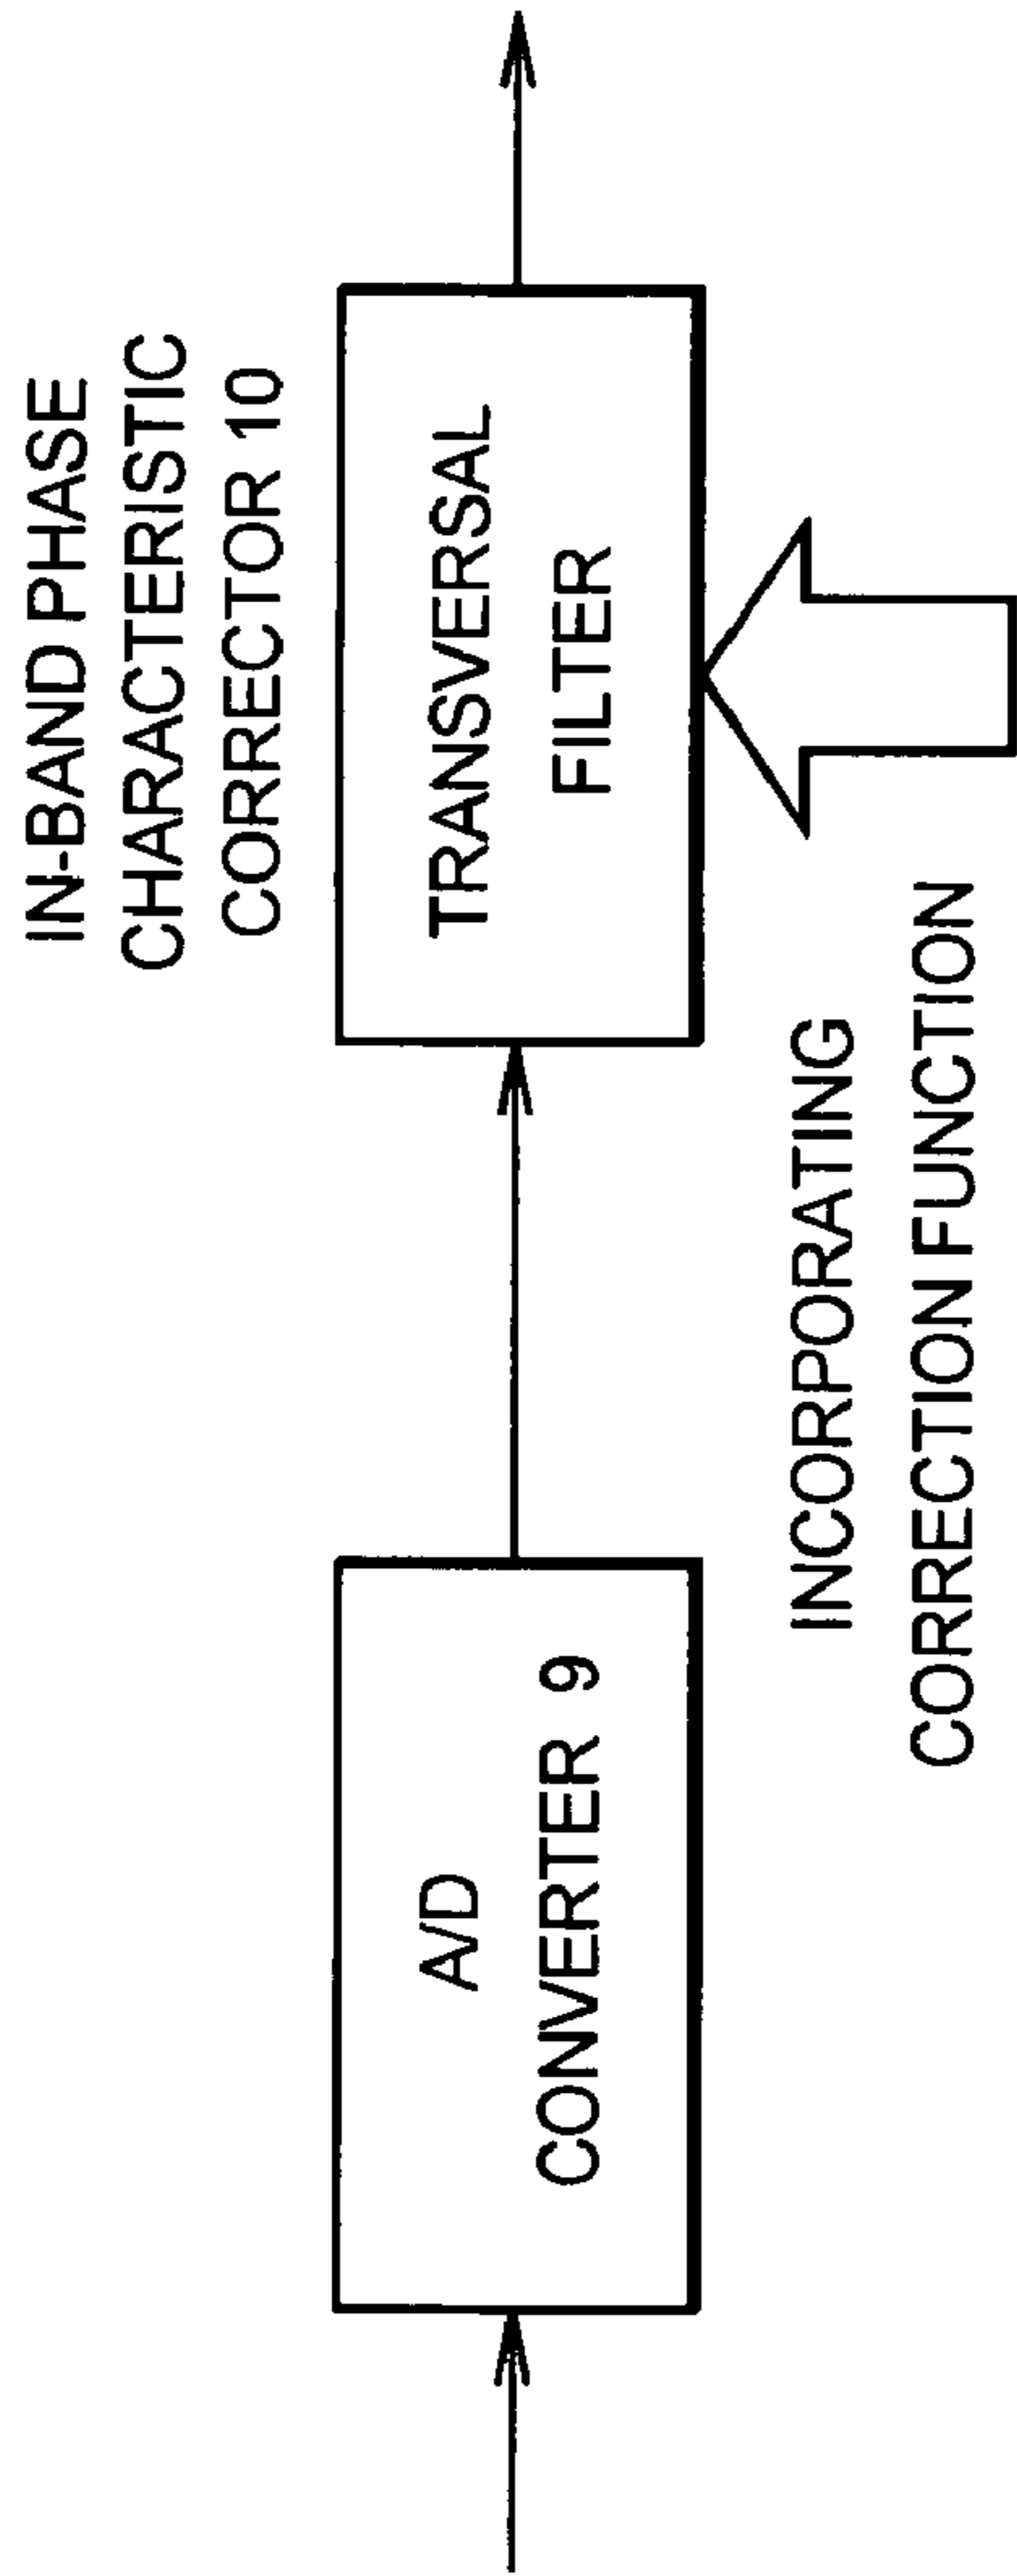 IN-BAND PHASE
CHARACTERISTIC
CORRECTOR 10
A/D
CONVERTER 9
TRANSVERSAL
FILTER
INCORPORATING
CORRECTION FUNCTION